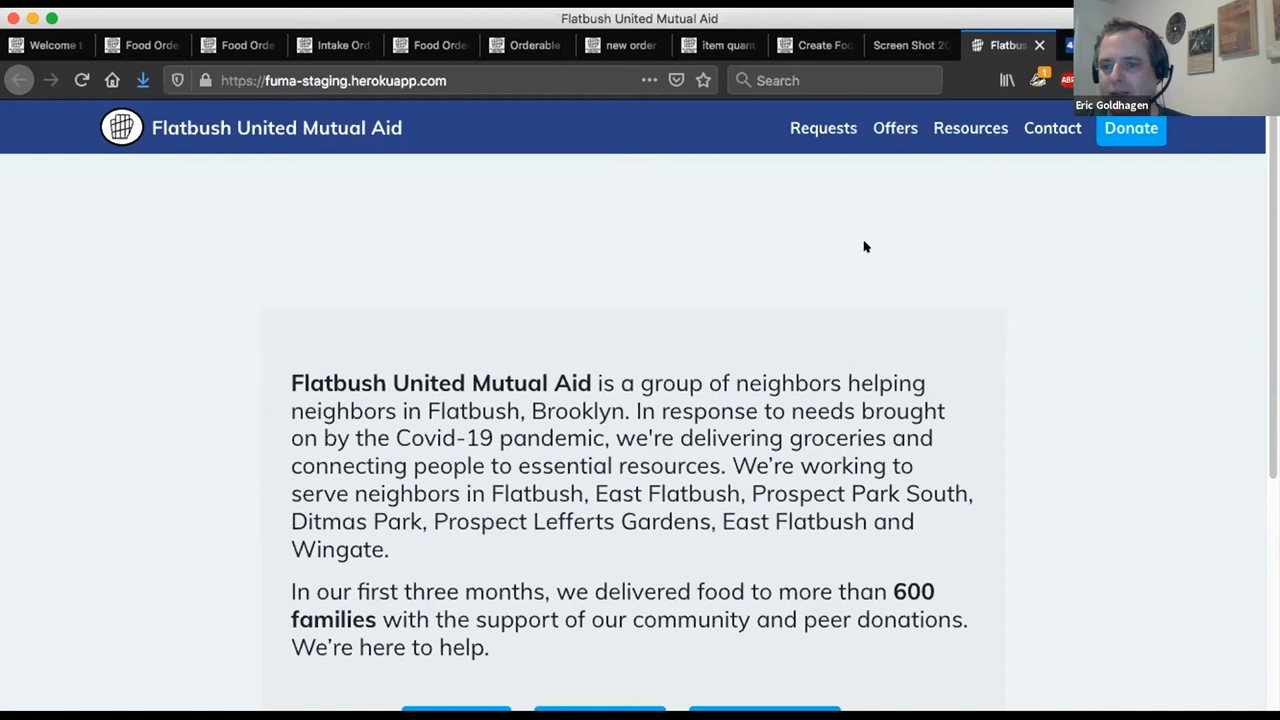 Flatbush United Mutual Aid
Welcome t
Food Orde
Food Orde
Intake Ord
Food Orde
Orderable
new order
item quant
Create Foo
Screen Shot 20
Flatbus
https://fuma-staging.herokuapp.com
Search
1
ABP
Eric Goldhagen
Flatbush United Mutual Aid
Requests
Offers
Resources
Contact
Donate
Flatbush United Mutual Aid is a group of neighbors helping
neighbors in Flatbush, Brooklyn. In response to needs brought
on by the Covid-19 pandemic, we're delivering groceries and
connecting people to essential resources. We’re working to
serve neighbors in Flatbush, East Flatbush, Prospect Park South,
Ditmas Park, Prospect Lefferts Gardens, East Flatbush and
Wingate.
In our first three months, we delivered food to more than 600
families with the support of our community and peer donations.
We’re here to help.